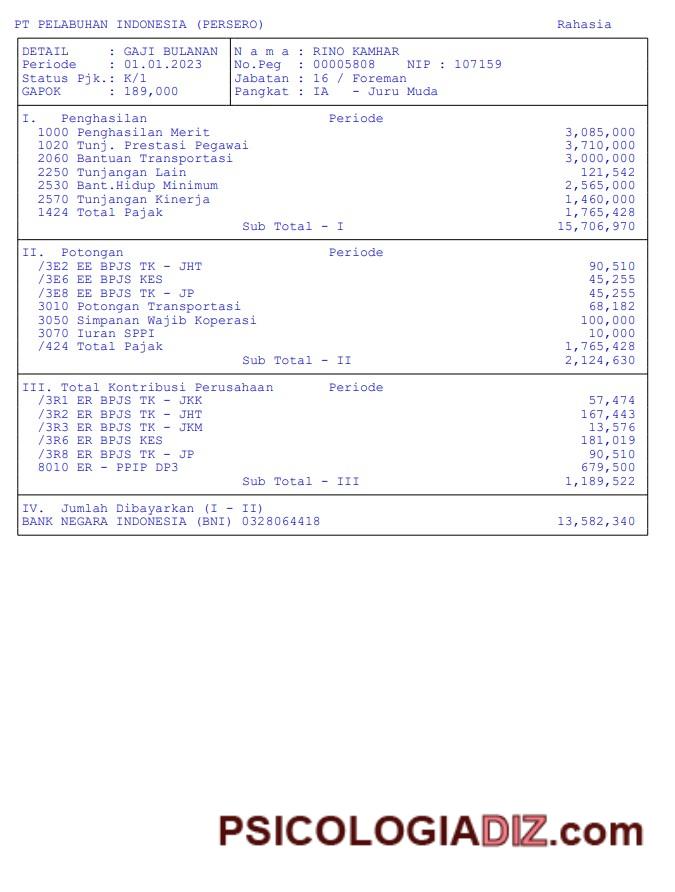 PT PELABUHAN INDONESIA (PERSERO) Rahasia
DETAIL : GAJI BULANAN N a m a : RINO KAMHAR
Periode : 01.01.2023 No.Peg : 00005808 NIP : 107159
Status Pjk.: K/1 Jabatan : 16 / Foreman
GAPOK : 189,000 Pangkat : IA - Juru Muda
I. Penghasilan Periode
1000 Penghasilan Merit 3,085,000
1020 Tunj. Prestasi Pegawai 3,710,000
2060 Bantuan Transportasi 3,000,000
2250 Tunjangan Lain 121,542
2530 Bant.Hidup Minimum 2,565,000
2570 Tunjangan Kinerja 1,460,000
1424 Total Pajak 1,765,428
Sub Total - I 15,706,970
II. Potongan Periode
/3E2 EE BPJS TK - JHT 90,510
/3E6 EE BPJS KES 45,255
/3E8 EE BPJS TK - JP 45,255
3010 Potongan Transportasi 68,182
3050 Simpanan Wajib Koperasi 100,000
3070 Iuran SPPI 10,000
/424 Total Pajak 1,765,428
Sub Total - II 2,124,630
III. Total Kontribusi Perusahaan Periode
/3R1 ER BPJS TK - JKK 57,474
/3R2 ER BPJS TK - JHT 167,443
/3R3 ER BPJS TK - JKM 13,576
/3R6 ER BPJS KES 181,019
/3R8 ER BPJS TK - JP 90,510
8010 ER - PPIP DP3 679,500
Sub Total - III 1,189,522
IV. Jumlah Dibayarkan (I - II)
BANK NEGARA INDONESIA (BNI) 0328064418 13,582,340
PSICOLOGIADIZ.com